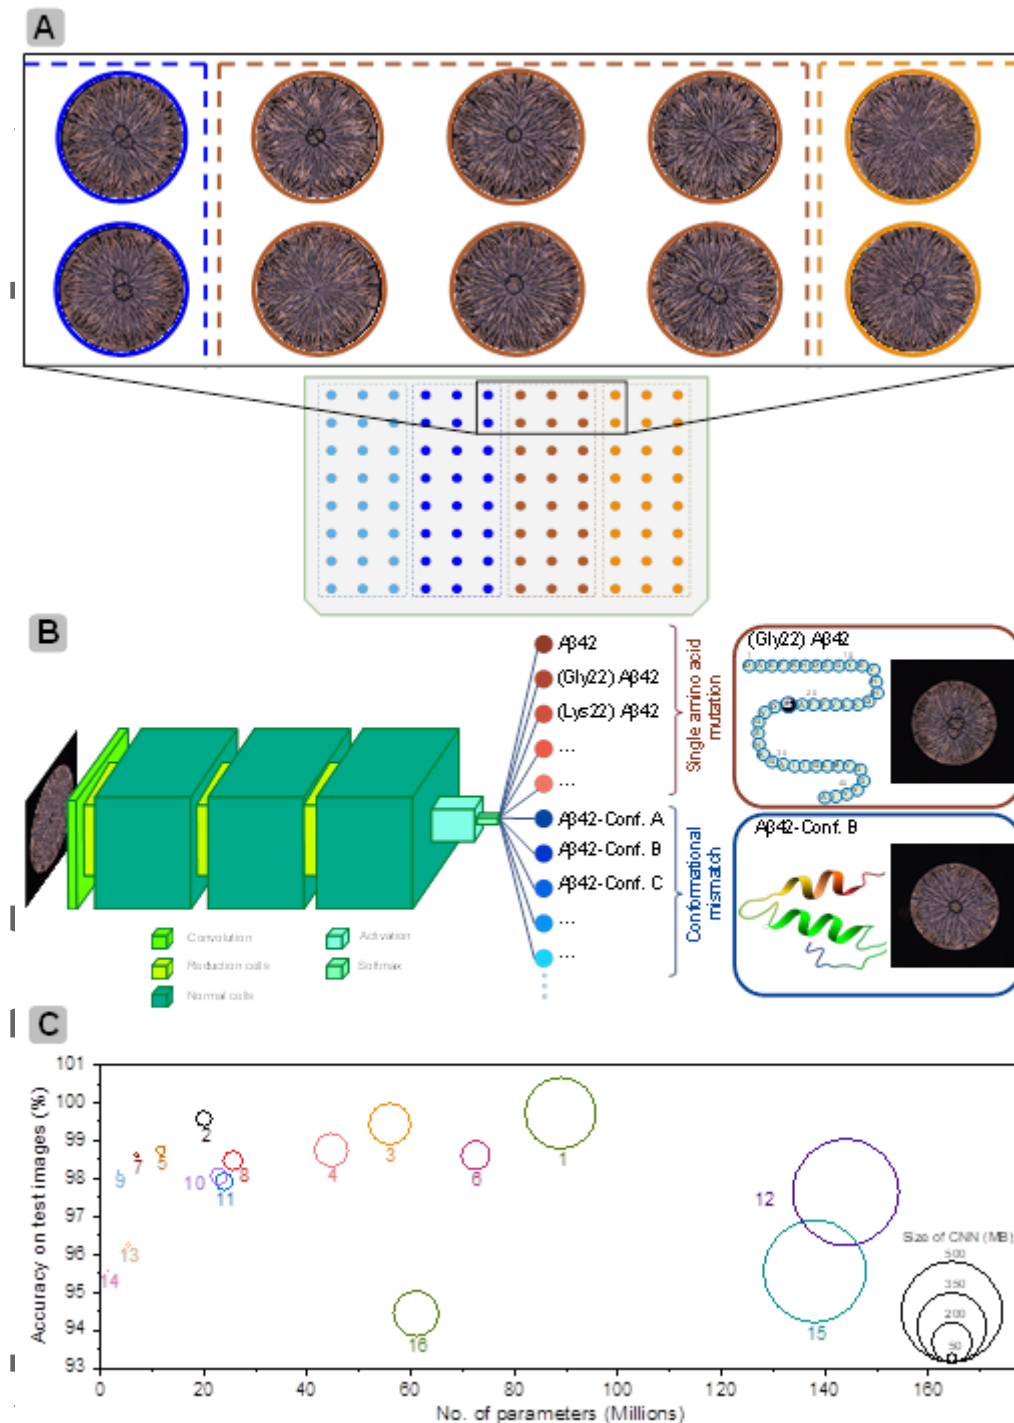 A
B
Aβ42
(Gly22) Aβ42
(Lys22) Aβ42
...
...
Aβ42-Conf. A
Aβ42-Conf. B
Aβ42-Conf. C
...
...
Single amino acid
mutation
Conformational
mismatch
(Gly22) Aβ42
Aβ42-Conf. B
Convolution
Reduction cells
Normal cells
Activation
Softmax
C
Accuracy on test images (%)
101
100
99
98
97
96
95
94
93
1
2
3
4
5
6
7
8
9
10
11
12
13
14
15
16
Size of CNN (MB)
500
350
200
50
0 20 40 60 80 100 120 140 160
No. of parameters (Millions)